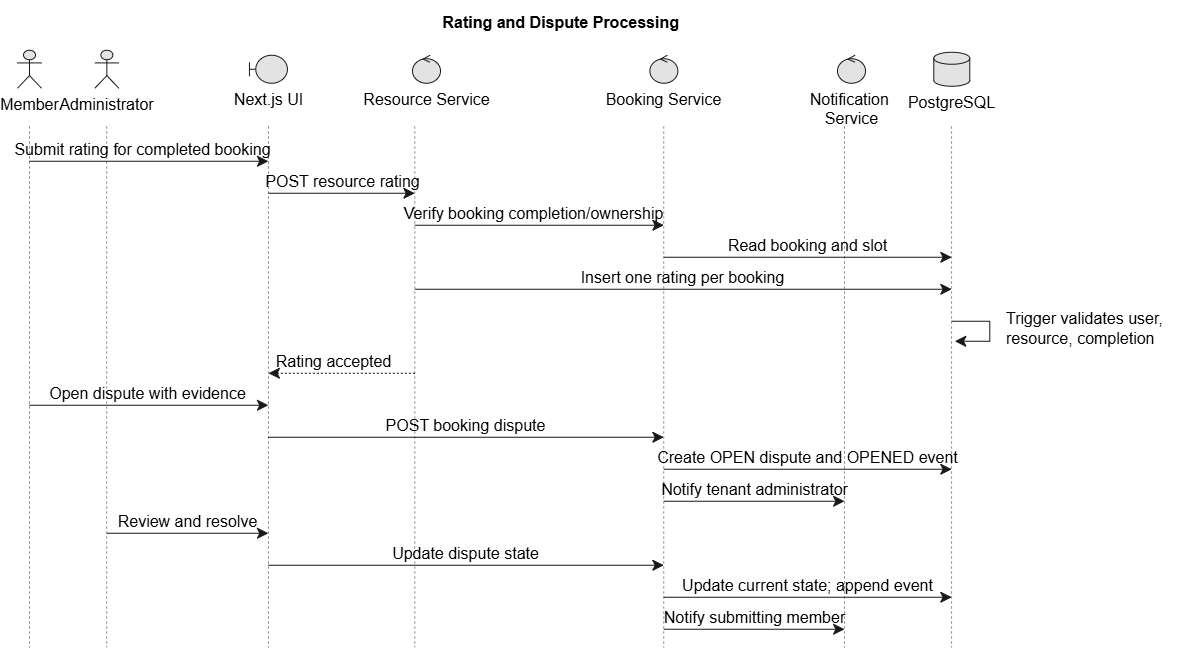 Rating and Dispute Processing
Member
Administrator
Next.js UI
Resource Service
Booking Service
Notification
Service
PostgreSQL
Submit rating for completed booking
POST resource rating
Verify booking completion/ownership
Read booking and slot
Insert one rating per booking
Trigger validates user,
resource, completion
Rating accepted
Open dispute with evidence
POST booking dispute
Create OPEN dispute and OPENED event
Notify tenant administrator
Review and resolve
Update dispute state
Update current state; append event
Notify submitting member